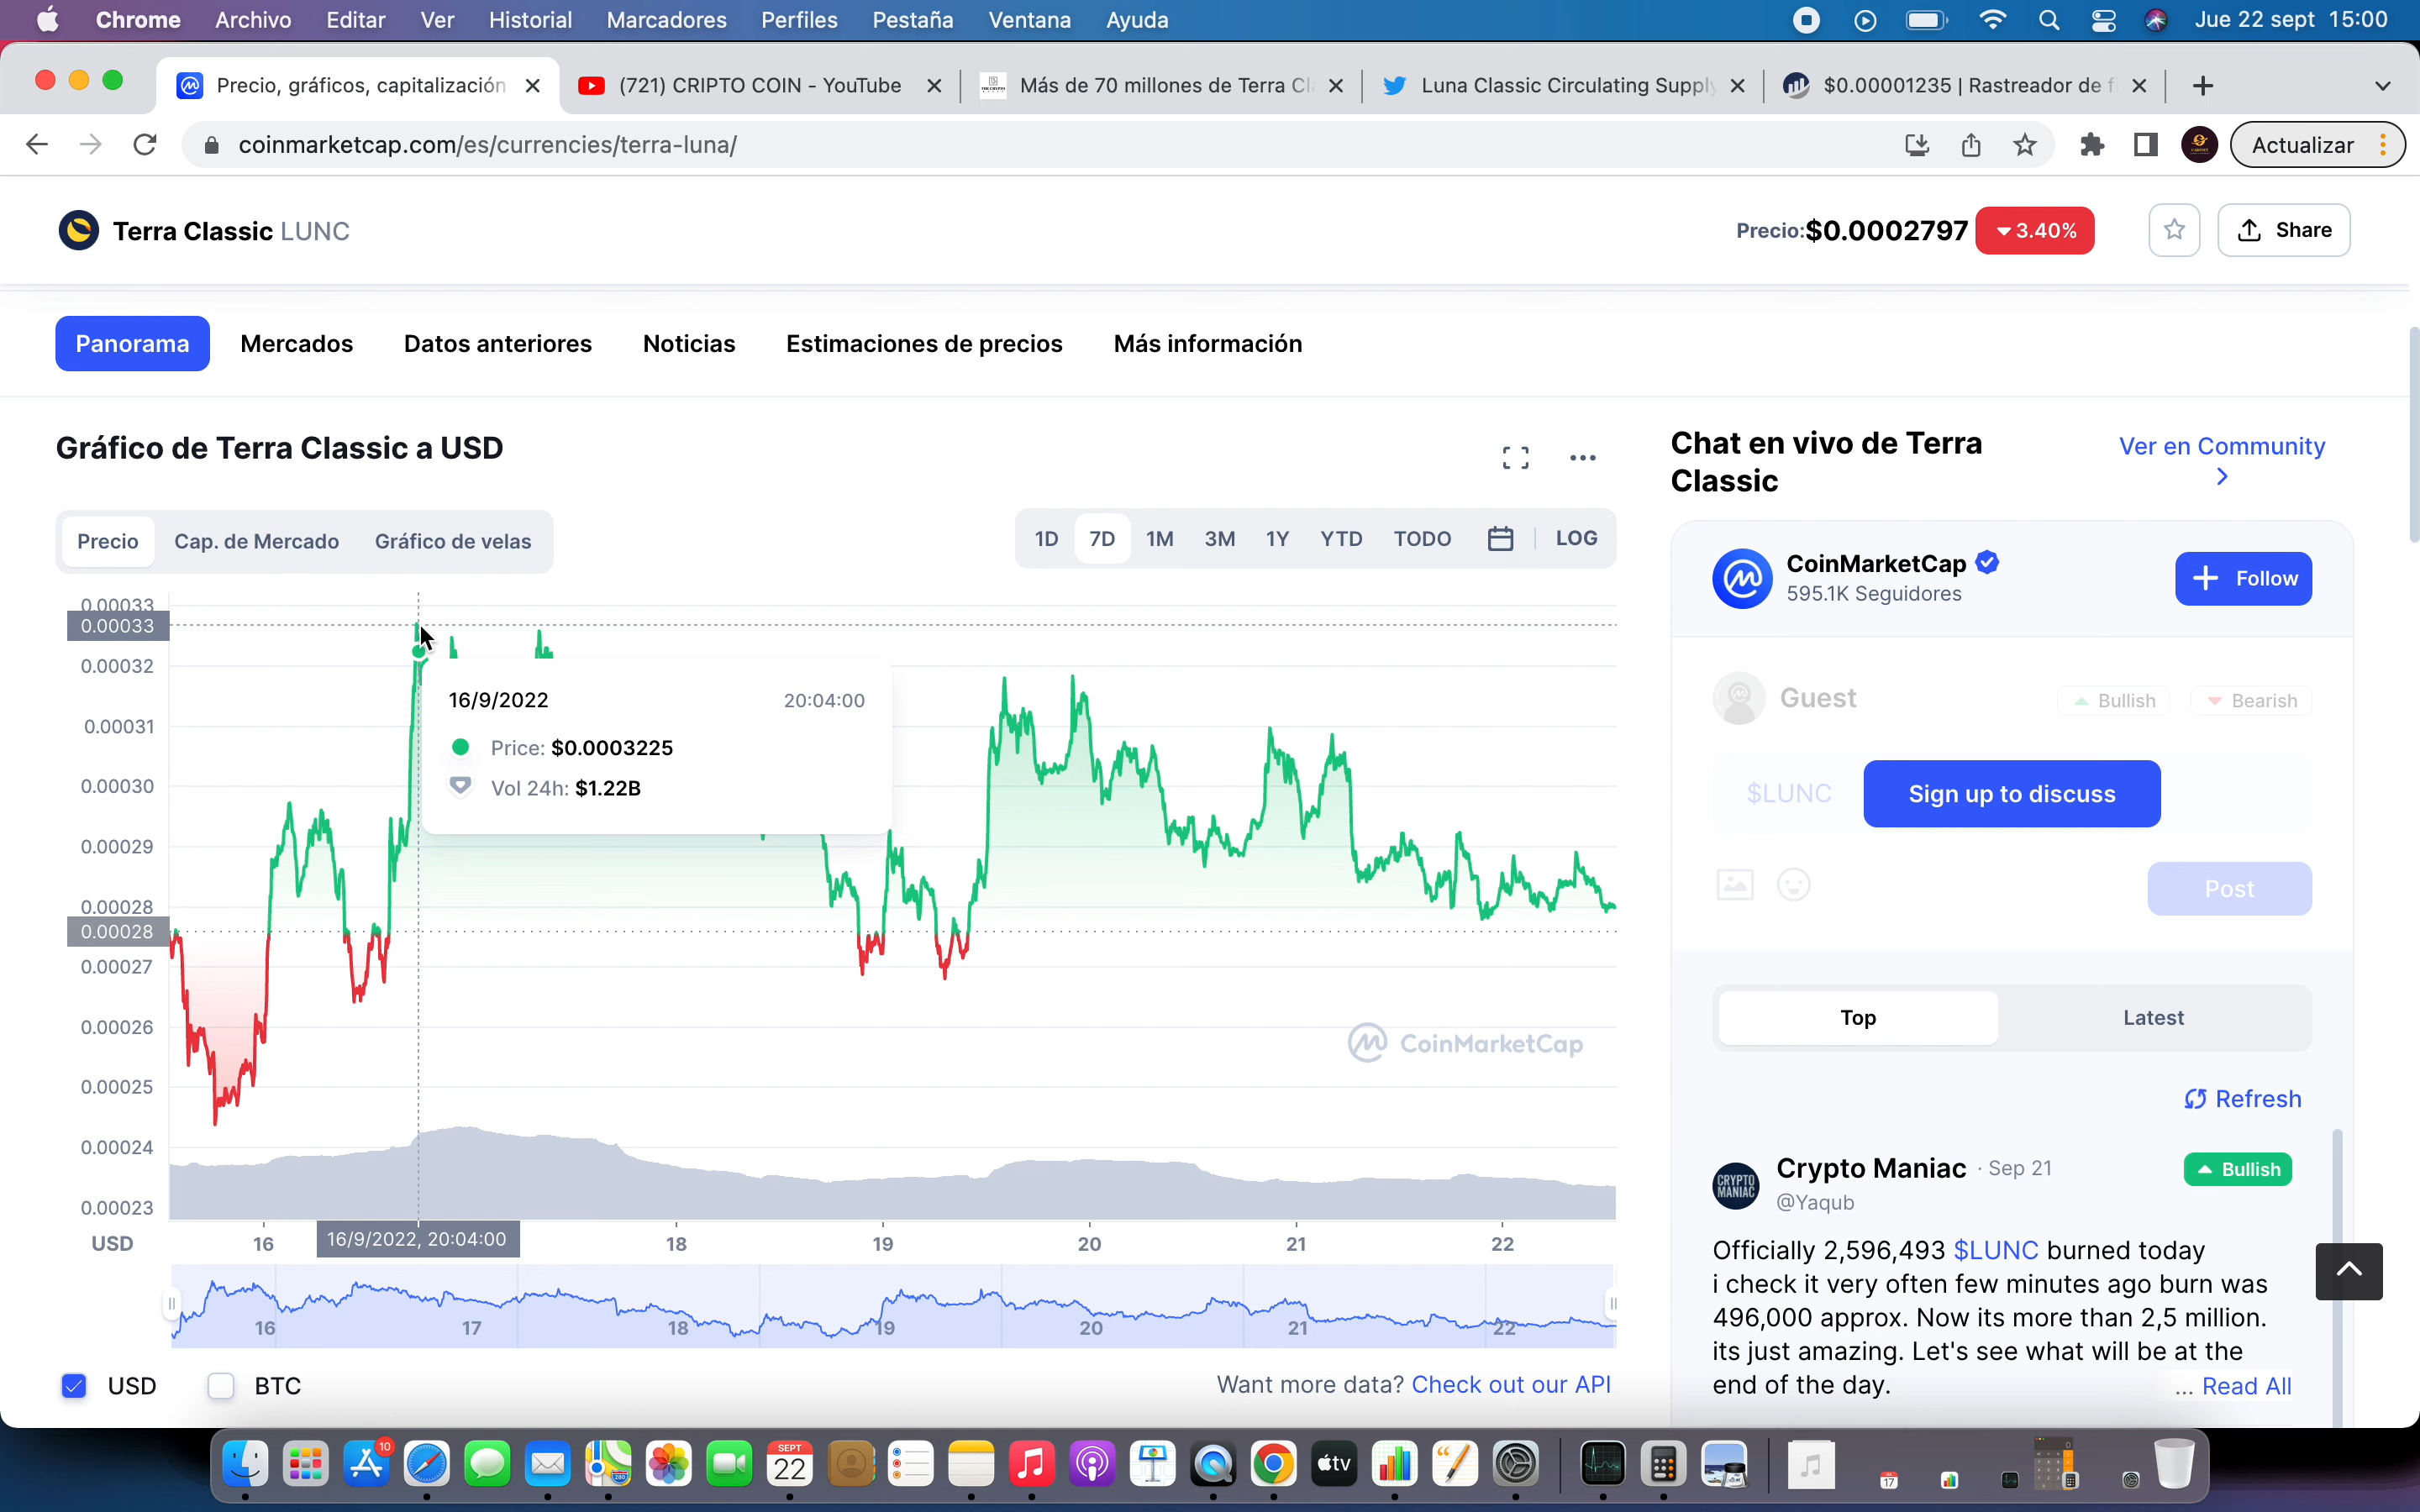 Chrome Archivo Editar Ver Historial Marcadores Perfiles Pestaña Ventana Ayuda Jue 22 sept 15:00
Precio, gráficos, capitalización (721) CRIPTO COIN - YouTube Más de 70 millones de Terra Cl Luna Classic Circulating Supply $0.00001235 | Rastreador de fi
coinmarketcap.com/es/currencies/terra-luna/ Actualizar
Terra Classic LUNC Precio:$0.0002797 3.40% Share
Panorama Mercados Datos anteriores Noticias Estimaciones de precios Más información
Gráfico de Terra Classic a USD
Precio Cap. de Mercado Gráfico de velas 1D 7D 1M 3M 1Y YTD TODO LOG
0.00033
0.00033
0.00032
0.00031
0.00030
0.00029
0.00028
0.00028
0.00027
0.00026
0.00025
0.00024
0.00023
16/9/2022 20:04:00
Price: $0.0003225
Vol 24h: $1.22B
CoinMarketCap
USD 16 16/9/2022, 20:04:00 18 19 20 21 22
16 17 18 19 20 21 22
USD BTC Want more data? Check out our API
Chat en vivo de Terra
Classic
Ver en Community
CoinMarketCap
595.1K Seguidores
Follow
Guest Bullish Bearish
$LUNC Sign up to discuss
Post
Top Latest
Refresh
CRYPTO
MANIAC
Crypto Maniac · Sep 21 Bullish
@Yaqub
Officially 2,596,493 $LUNC burned today
i check it very often few minutes ago burn was
496,000 approx. Now its more than 2,5 million.
its just amazing. Let's see what will be at the
end of the day. ... Read All
10
SEPT
22
280
tv
17